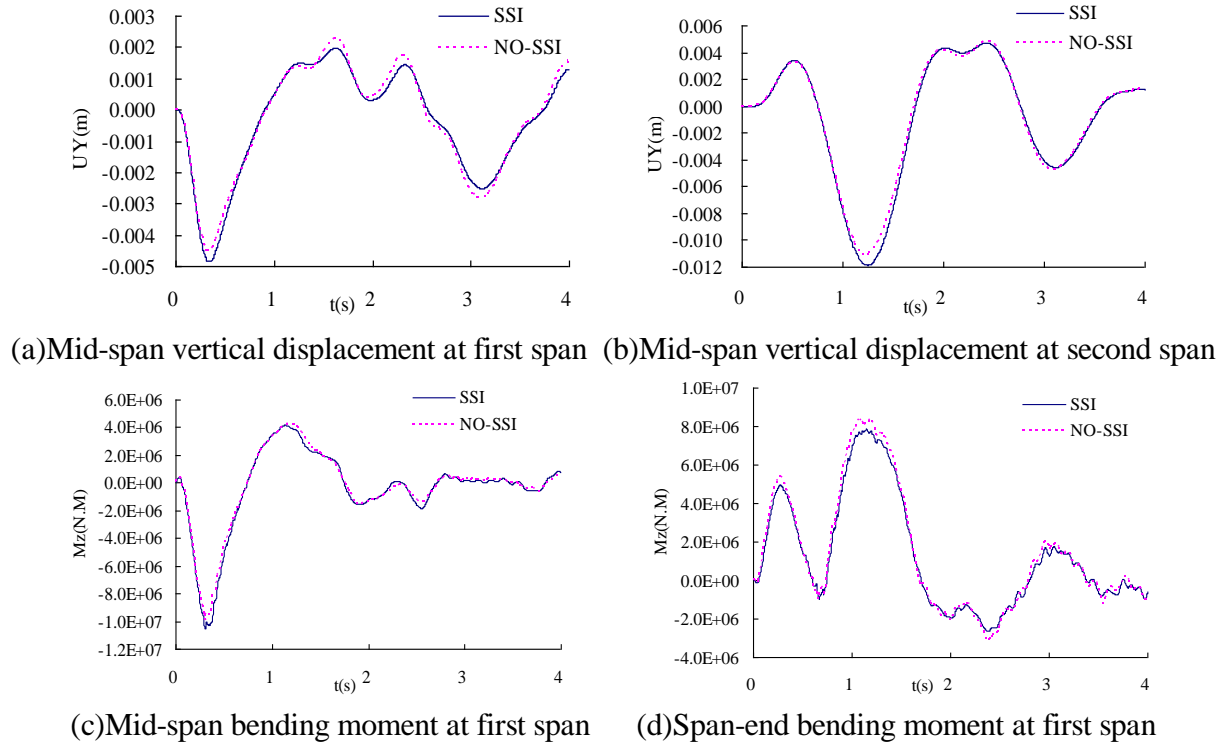 0.003
0.002
0.001
0.000
-0.001
-0.002
-0.003
-0.004
-0.005
UY(m)
SSI
NO-SSI
0 1 2 3 4
t(s)
(a)Mid-span vertical displacement at first span
0.006
0.004
0.002
0.000
-0.002
-0.004
-0.006
-0.008
-0.010
-0.012
UY(m)
SSI
NO-SSI
0 1 2 3 4
t(s)
(b)Mid-span vertical displacement at second span
6.0E+06
4.0E+06
2.0E+06
0.0E+00
-2.0E+06
-4.0E+06
-6.0E+06
-8.0E+06
-1.0E+07
-1.2E+07
Mz(N.M)
SSI
NO-SSI
0 1 2 3 4
t(s)
(c)Mid-span bending moment at first span
1.0E+07
8.0E+06
6.0E+06
4.0E+06
2.0E+06
0.0E+00
-2.0E+06
-4.0E+06
Mz(N.M)
SSI
NO-SSI
0 1 2 3 4
t(s)
(d)Span-end bending moment at first span